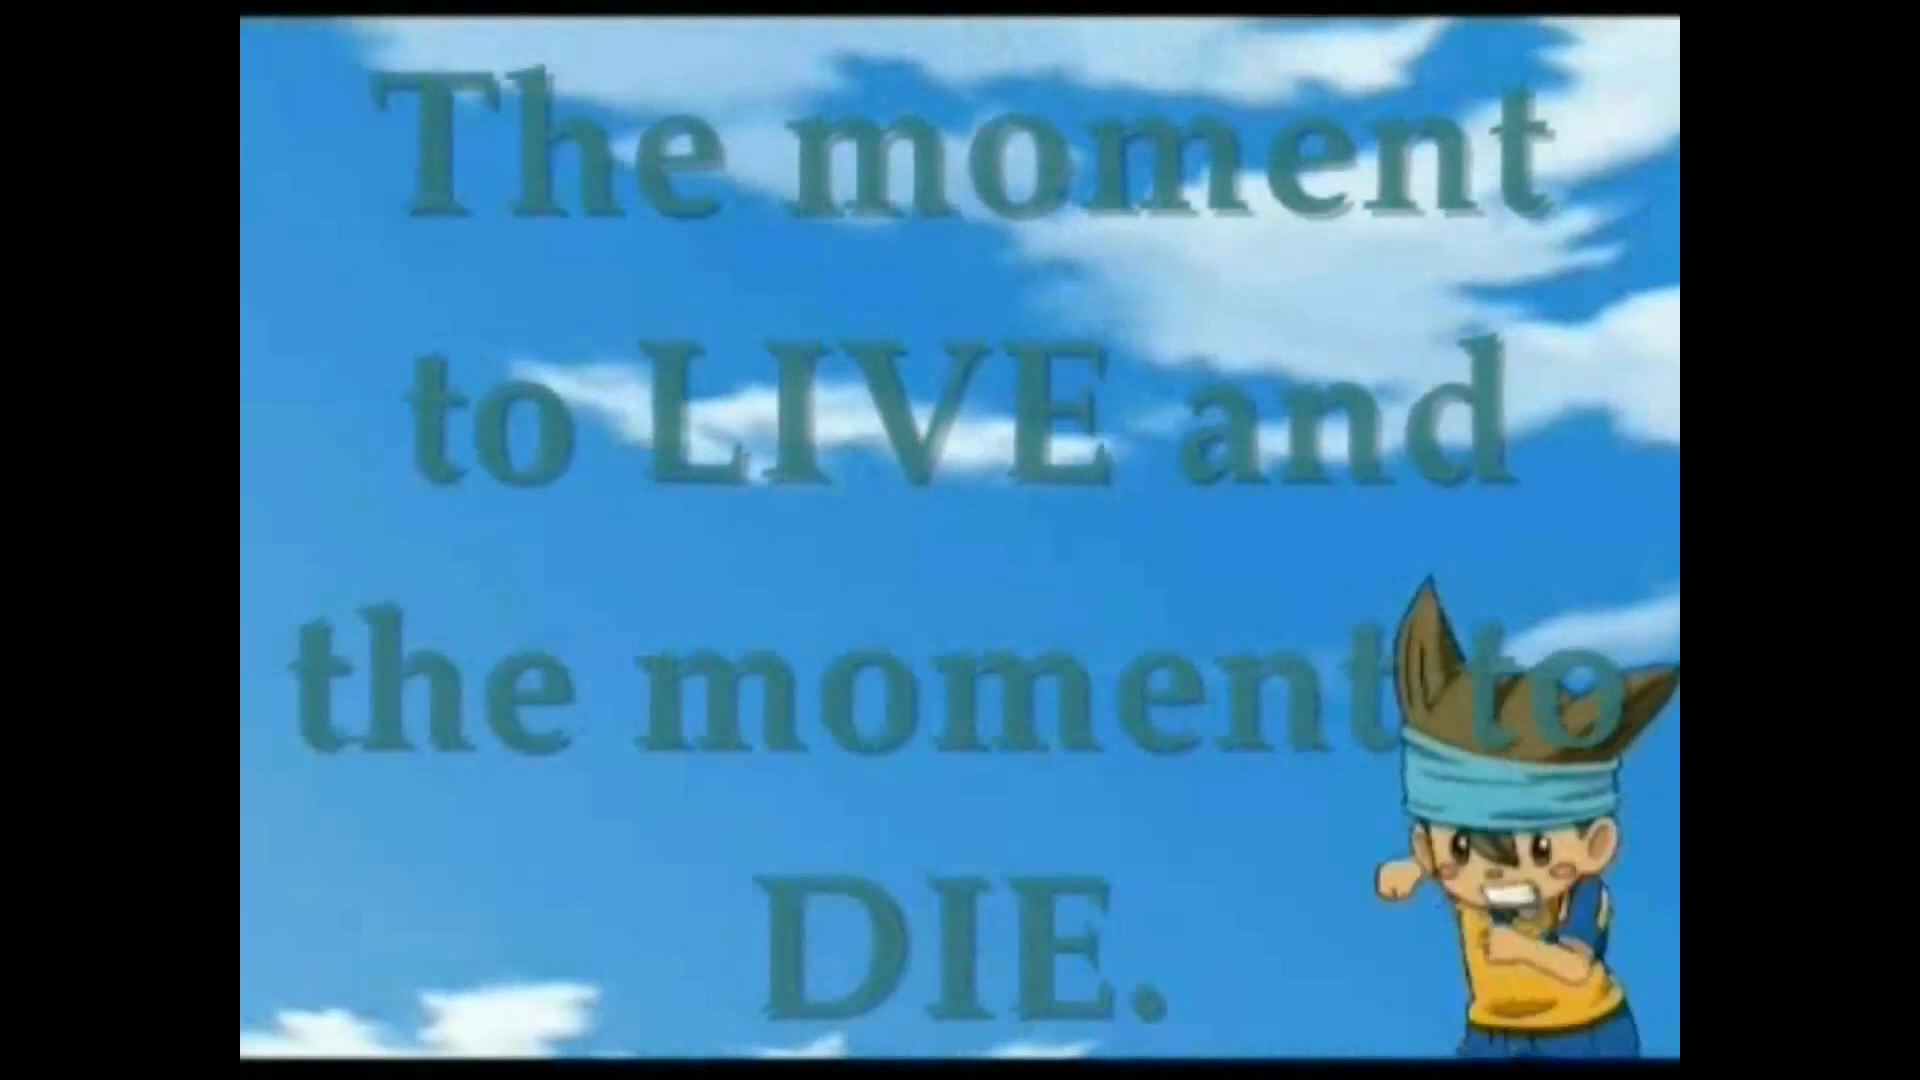 The moment
to LIVE and
the moment to
DIE.